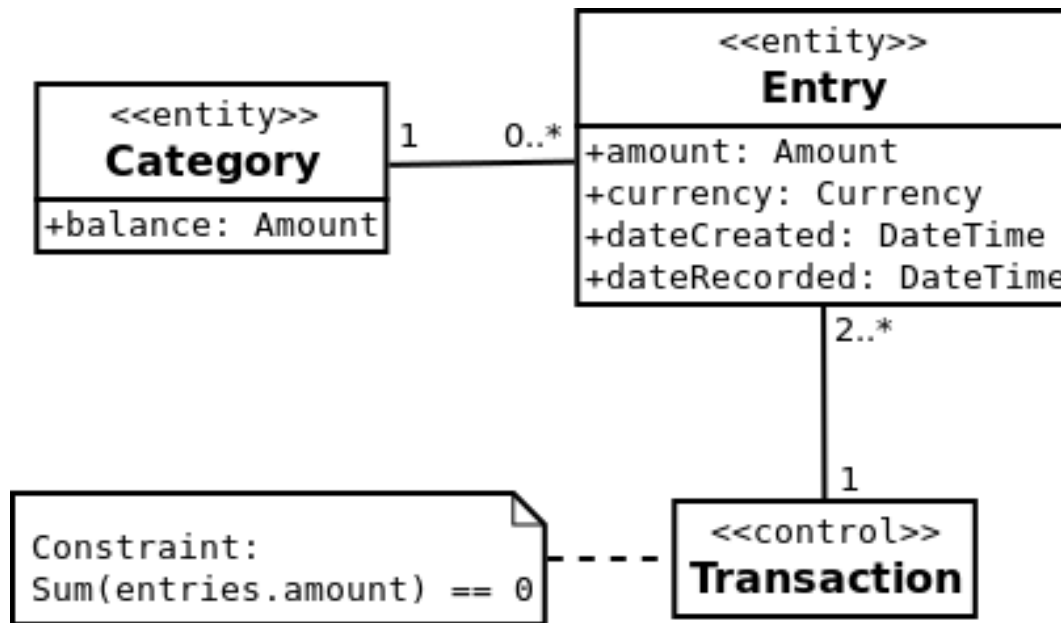 <<entity>>
Category
+balance: Amount
1
0..*
<<entity>>
Entry
+amount: Amount
+currency: Currency
+dateCreated: DateTime
+dateRecorded: DateTime
2..*
1
<<control>>
Transaction
Constraint:
Sum(entries.amount) == 0